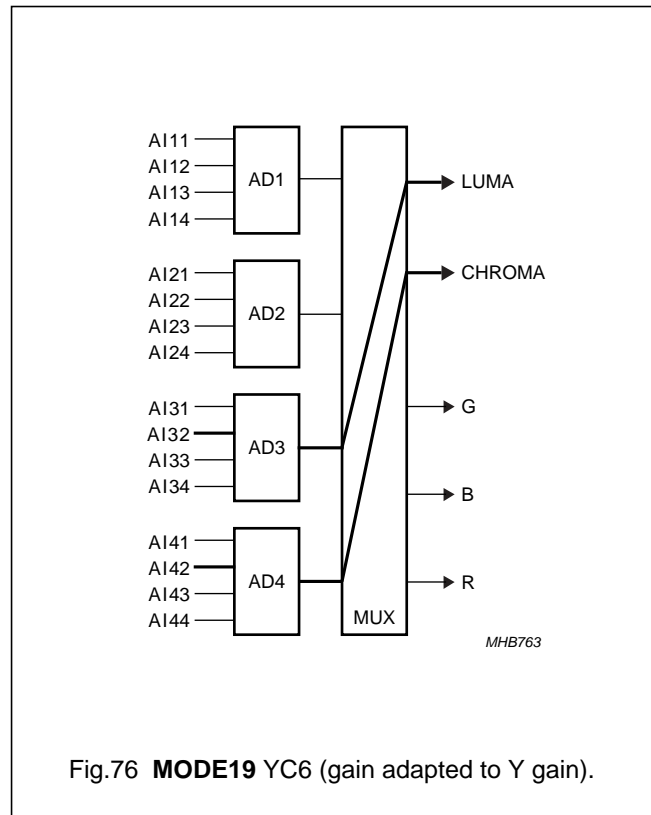 AI11
AI12
AI13
AI14
AD1
AI21
AI22
AI23
AI24
AD2
AI31
AI32
AI33
AI34
AD3
AI41
AI42
AI43
AI44
AD4
MUX
LUMA
CHROMA
G
B
R
MHB763
Fig.76 MODE19 YC6 (gain adapted to Y gain).